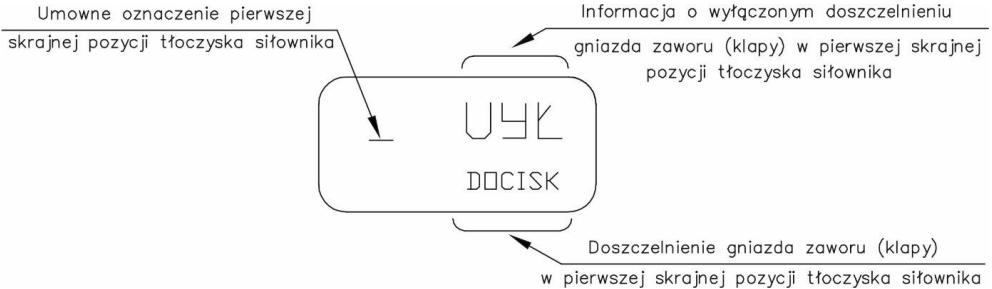 Umowne oznaczenie pierwszej
skrajnej pozycji tłoczyska siłownika
Informacja o wyłączonym doszczelnieniu
gniazda zaworu (klapy) w pierwszej skrajnej
pozycji tłoczyska siłownika
WYŁ
DOCISK
Doszczelnienie gniazda zaworu (klapy)
w pierwszej skrajnej pozycji tłoczyska siłownika